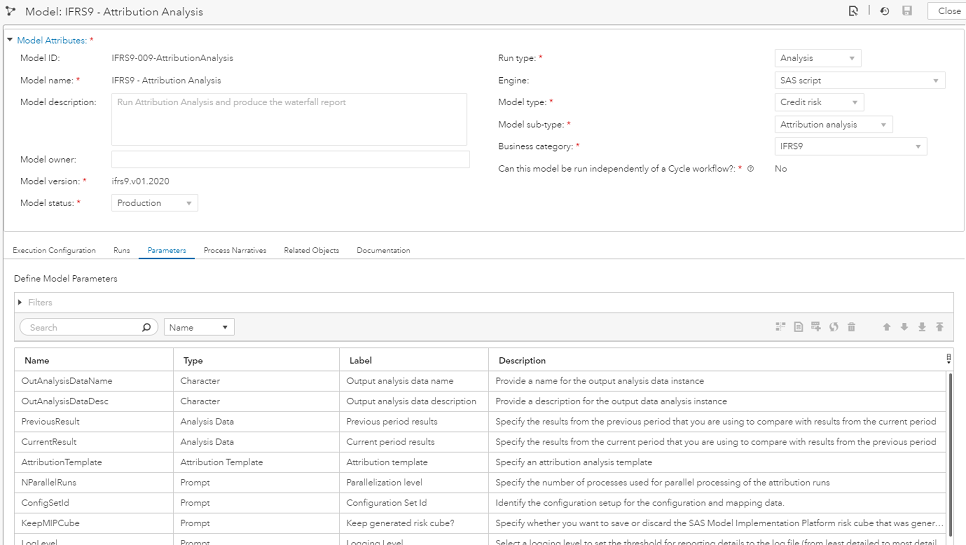 Model: IFRS9 - Attribution Analysis
Close
Model Attributes: *
Model ID: IFRS9-009-AttributionAnalysis
Run type: * Analysis
Model name: * IFRS9 - Attribution Analysis
Engine: SAS script
Model description: Run Attribution Analysis and produce the waterfall report
Model type: * Credit risk
Model sub-type: * Attribution analysis
Business category: * IFRS9
Model owner:
Can this model be run independently of a Cycle workflow?: * No
Model version: * ifrs9.v01.2020
Model status: * Production
Execution Configuration Runs Parameters Process Narratives Related Objects Documentation
Define Model Parameters
Filters
Search Name
Name Type Label Description
OutAnalysisDataName Character Output analysis data name Provide a name for the output analysis data instance
OutAnalysisDataDesc Character Output analysis data description Provide a description for the output data analysis instance
PreviousResult Analysis Data Previous period results Specify the results from the previous period that you are using to compare with results from the current period
CurrentResult Analysis Data Current period results Specify the results from the current period that you are using to compare with results from the previous period
AttributionTemplate Attribution Template Attribution template Specify an attribution analysis template
NParallelRuns Prompt Parallelization level Specify the number of processes used for parallel processing of the attribution runs
ConfigSetId Prompt Configuration Set Id Identify the configuration setup for the configuration and mapping data.
KeepMIPCube Prompt Keep generated risk cube? Specify whether you want to save or discard the SAS Model Implementation Platform risk cube that was gener...
LogLevel Prompt Logging Level Select a logging level to set the threshold for reporting details to the log file (from least detailed to most detail...